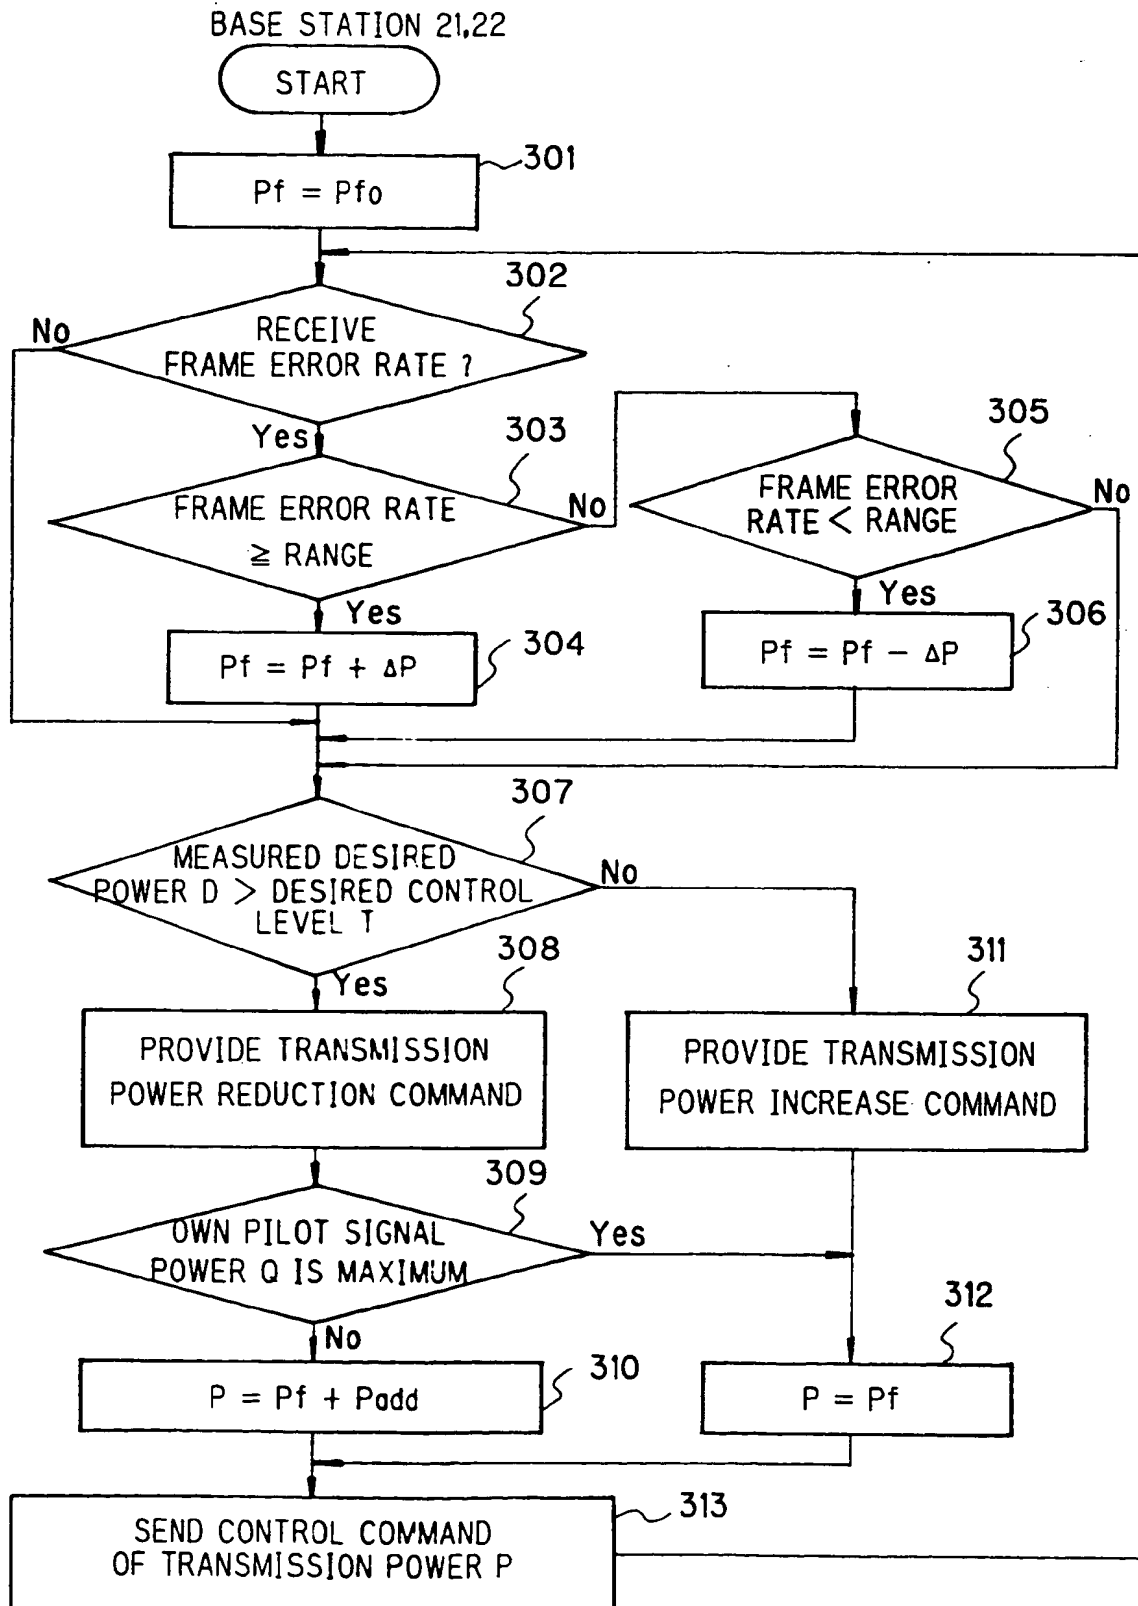 BASE STATION 21,22
START
301
Pf = Pfo
302
No
RECEIVE
FRAME ERROR RATE ?
Yes
303
305
FRAME ERROR RATE
≧ RANGE
No
FRAME ERROR
RATE < RANGE
No
Yes
304
Pf = Pf + ΔP
Yes
306
Pf = Pf − ΔP
307
MEASURED DESIRED
POWER D > DESIRED CONTROL
LEVEL T
No
Yes
308
311
PROVIDE TRANSMISSION
POWER REDUCTION COMMAND
PROVIDE TRANSMISSION
POWER INCREASE COMMAND
309
OWN PILOT SIGNAL
POWER Q IS MAXIMUM
Yes
No
310
312
P = Pf + Padd
P = Pf
313
SEND CONTROL COMMAND
OF TRANSMISSION POWER P